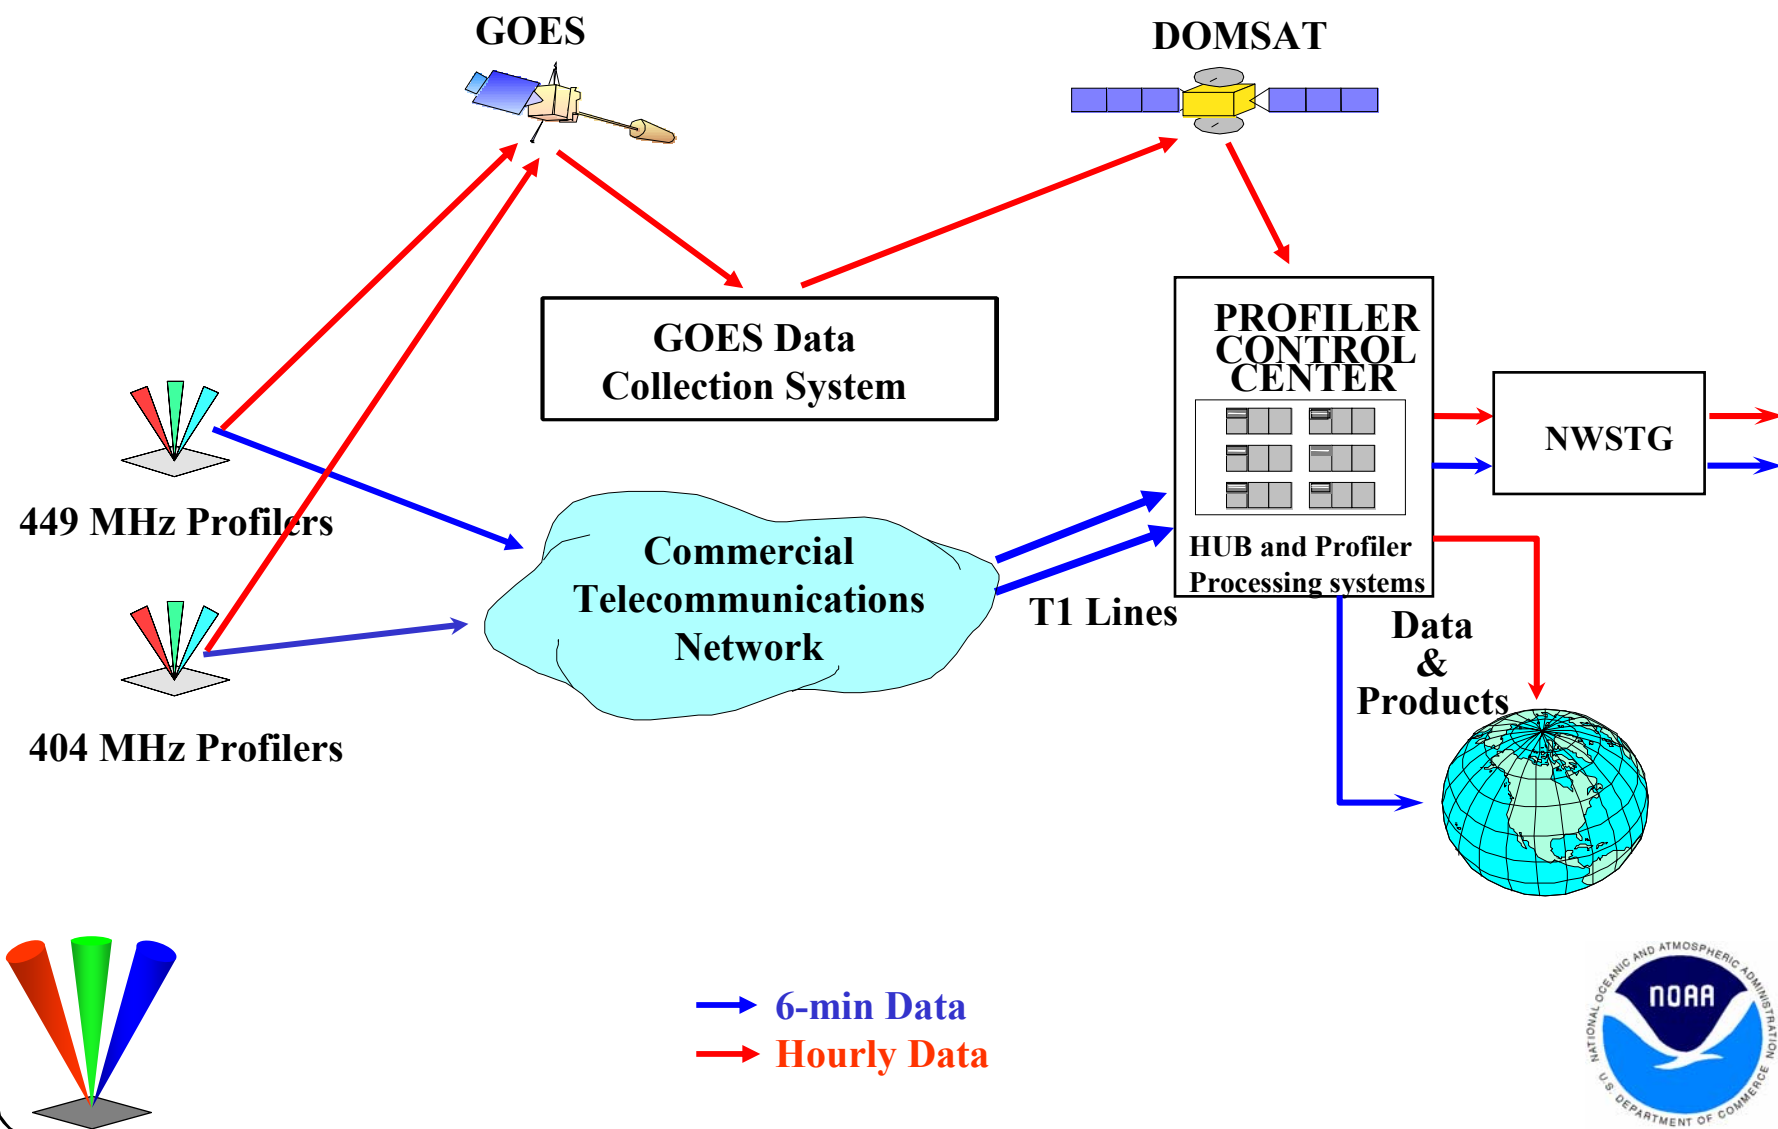 GOES
DOMSAT
GOES Data
Collection System
PROFILER
CONTROL
CENTER
HUB and Profiler
Processing systems
NWSTG
449 MHz Profilers
Commercial
Telecommunications
Network
T1 Lines
Data
&
Products
404 MHz Profilers
6-min Data
Hourly Data
NATIONAL OCEANIC AND ATMOSPHERIC ADMINISTRATION
NOAA
U.S. DEPARTMENT OF COMMERCE